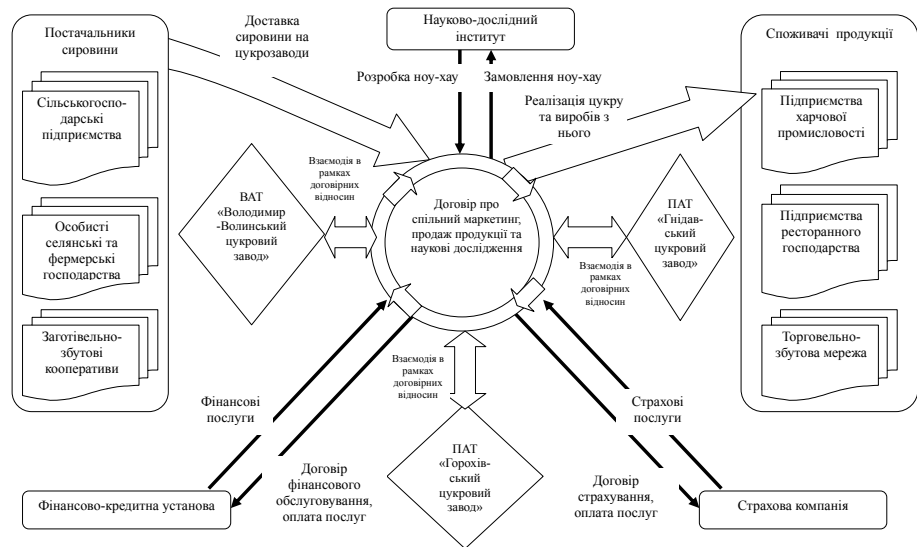 Постачальники
сировини
Сільськогоспо-
дарські
підприємства
Особисті
селянські та
фермерські
господарства
Заготівельно-
збутові
кооперативи
Доставка
сировини на
цукрозаводи
Науково-дослідний
інститут
Розробка ноу-хау
Замовлення ноу-хау
Реалізація цукру
та виробів з
нього
Споживачі продукції
Підприємства
харчової
промисловості
Підприємства
ресторанного
господарства
Торговельно-
збутова мережа
ВАТ
«Володимир
-Волинський
цукровий
завод»
Взаємодія в
рамках
договірних
відносин
Договір про
спільний маркетинг,
продаж продукції та
наукові дослідження
Взаємодія в
рамках
договірних
відносин
ПАТ
«Гнідав-
ський
цукровий
завод»
Взаємодія в
рамках
договірних
відносин
ПАТ
«Горохів-
ський
цукровий
завод»
Фінансові
послуги
Договір
фінансового
обслуговування,
оплата послуг
Фінансово-кредитна установа
Страхові
послуги
Договір
страхування,
оплата послуг
Страхова компанія